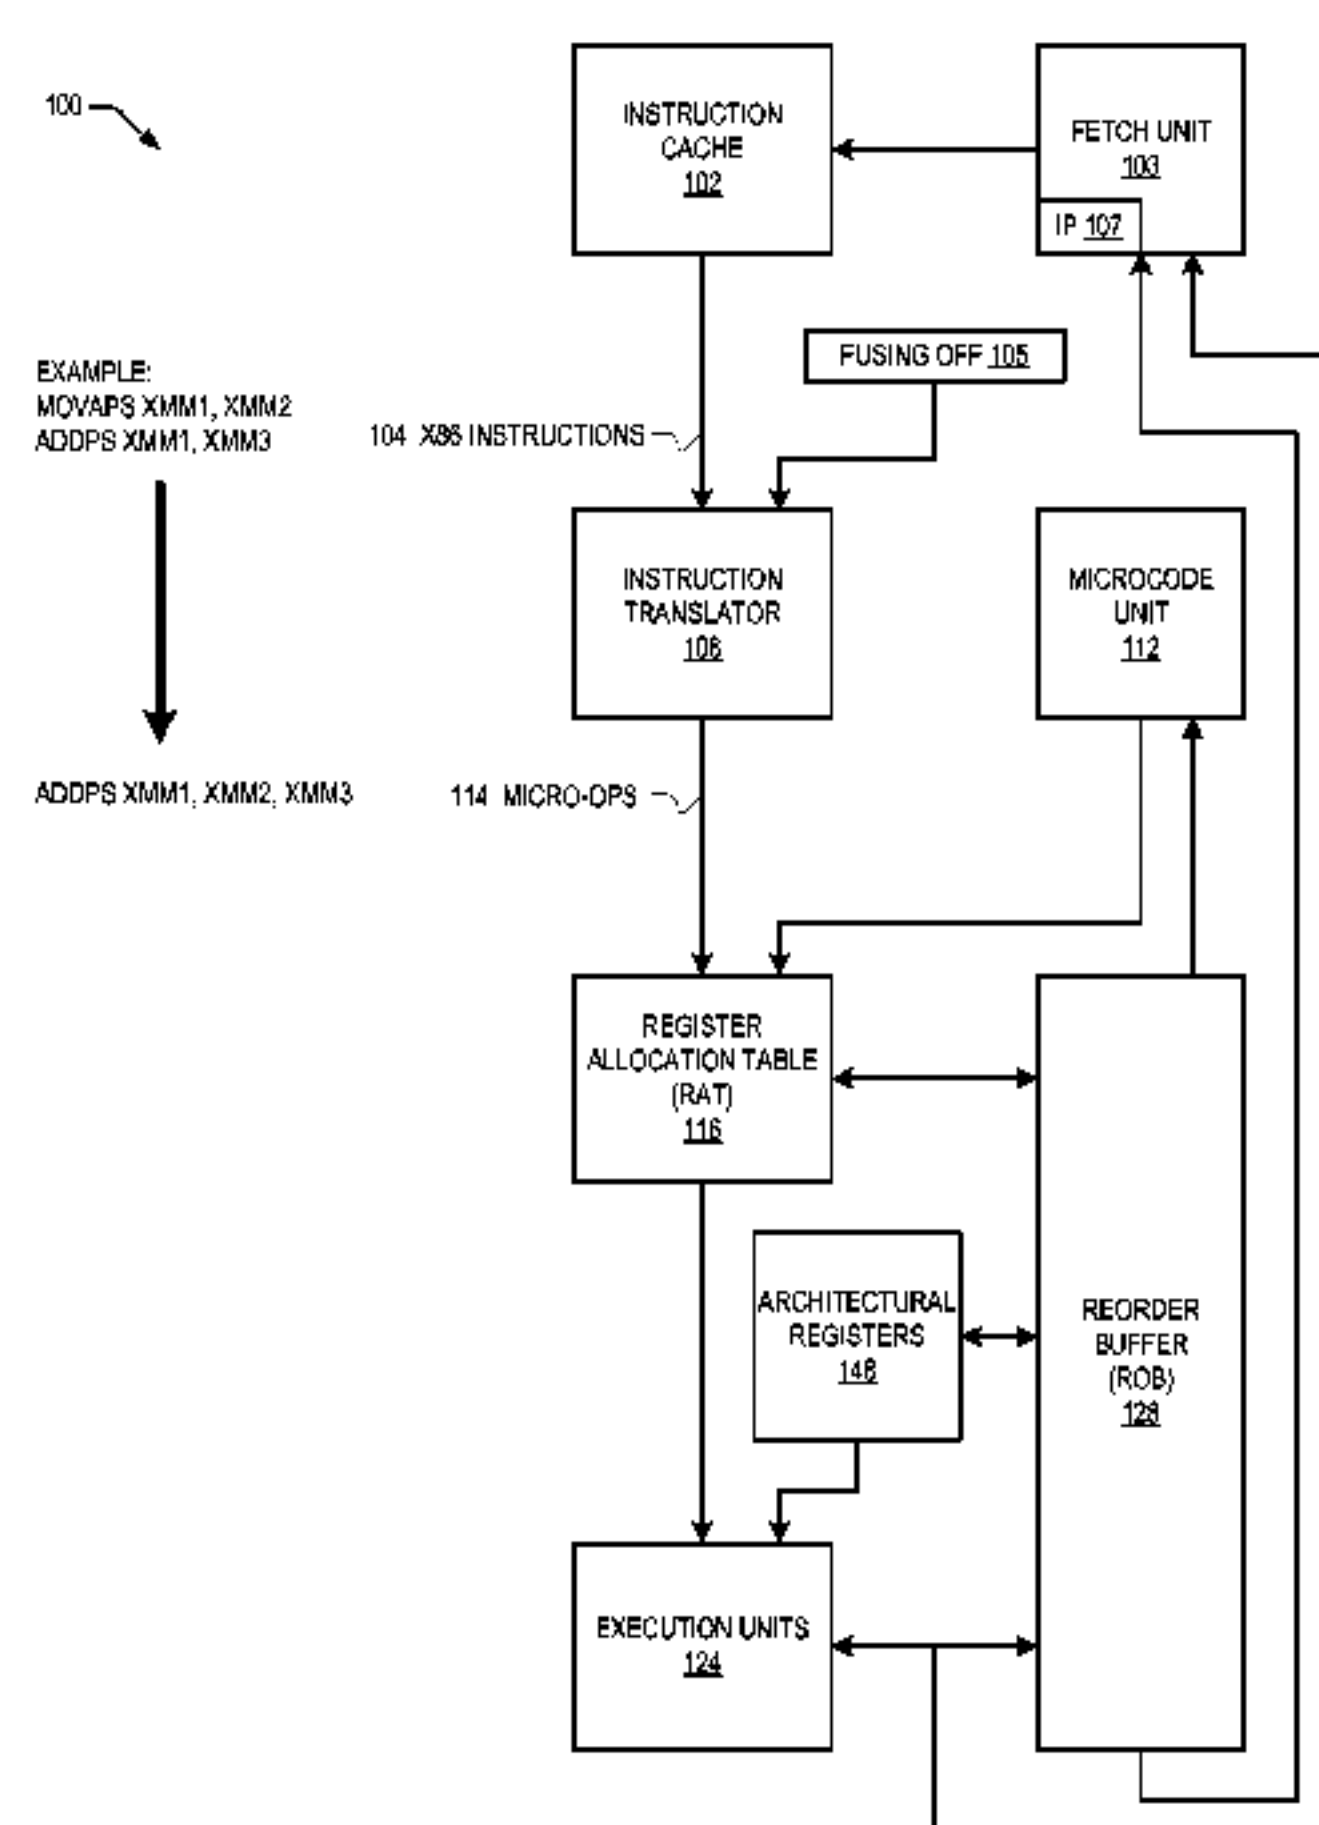 100
INSTRUCTION
CACHE
102
FETCH UNIT
103
IP 107
FUSING OFF 105
EXAMPLE:
MOVAPS XMM1, XMM2
ADDPS XMM1, XMM3
104 X86 INSTRUCTIONS
INSTRUCTION
TRANSLATOR
106
MICROCODE
UNIT
112
ADDPS XMM1, XMM2, XMM3
114 MICRO-OPS
REGISTER
ALLOCATION TABLE
(RAT)
116
ARCHITECTURAL
REGISTERS
148
REORDER
BUFFER
(ROB)
128
EXECUTION UNITS
124